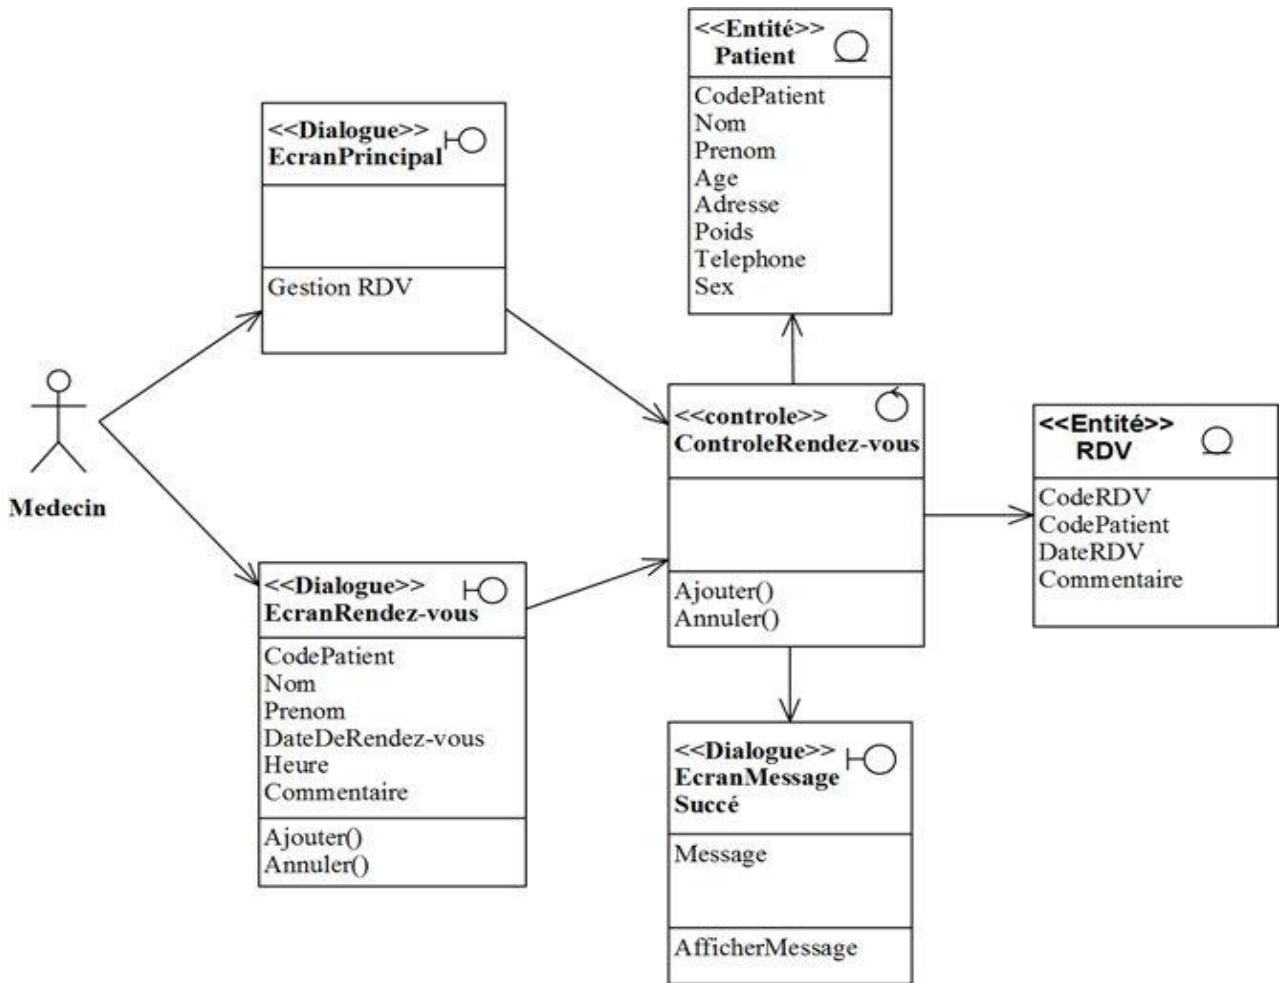 <<Entité>>
Patient
CodePatient
Nom
Prenom
Age
Adresse
Poids
Telephone
Sex
<<Dialogue>>
EcranPrincipal
Gestion RDV
Medecin
<<controle>>
ControleRendez-vous
Ajouter()
Annuler()
<<Entité>>
RDV
CodeRDV
CodePatient
DateRDV
Commentaire
<<Dialogue>>
EcranRendez-vous
CodePatient
Nom
Prenom
DateDeRendez-vous
Heure
Commentaire
Ajouter()
Annuler()
<<Dialogue>>
EcranMessage
Succé
Message
AfficherMessage